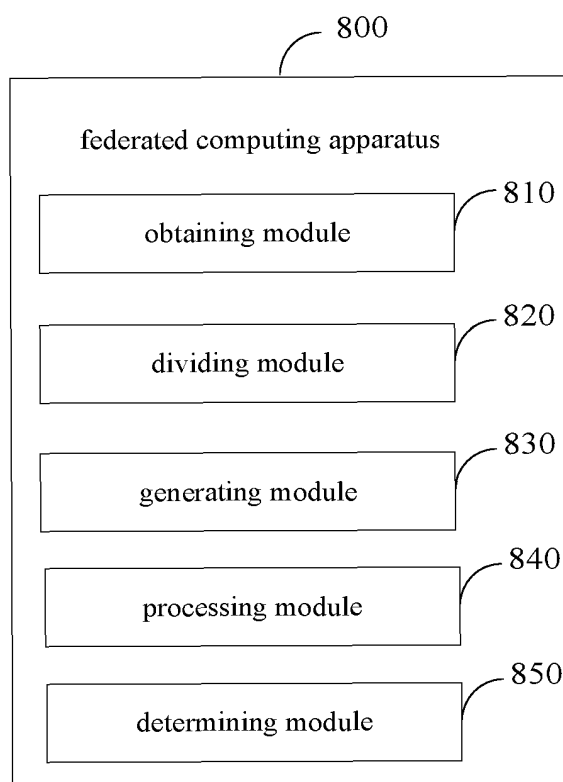 800
federated computing apparatus
810
obtaining module
820
dividing module
830
generating module
840
processing module
850
determining module